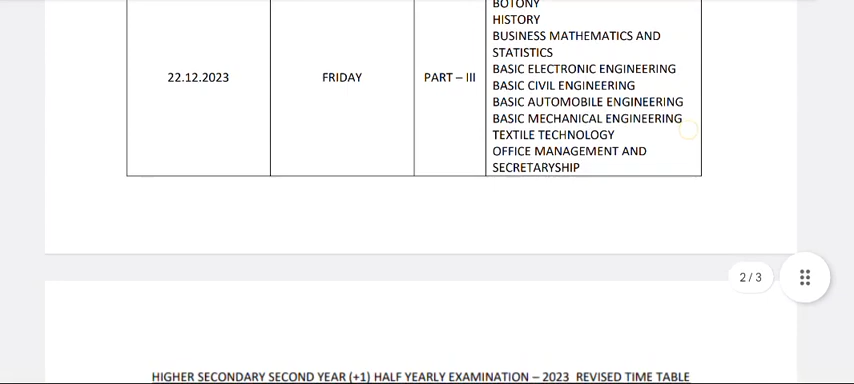 BOTONY
HISTORY
BUSINESS MATHEMATICS AND
STATISTICS
22.12.2023 FRIDAY PART – III BASIC ELECTRONIC ENGINEERING
BASIC CIVIL ENGINEERING
BASIC AUTOMOBILE ENGINEERING
BASIC MECHANICAL ENGINEERING
TEXTILE TECHNOLOGY
OFFICE MANAGEMENT AND
SECRETARYSHIP
2 / 3
HIGHER SECONDARY SECOND YEAR (+1) HALF YEARLY EXAMINATION – 2023 REVISED TIME TABLE